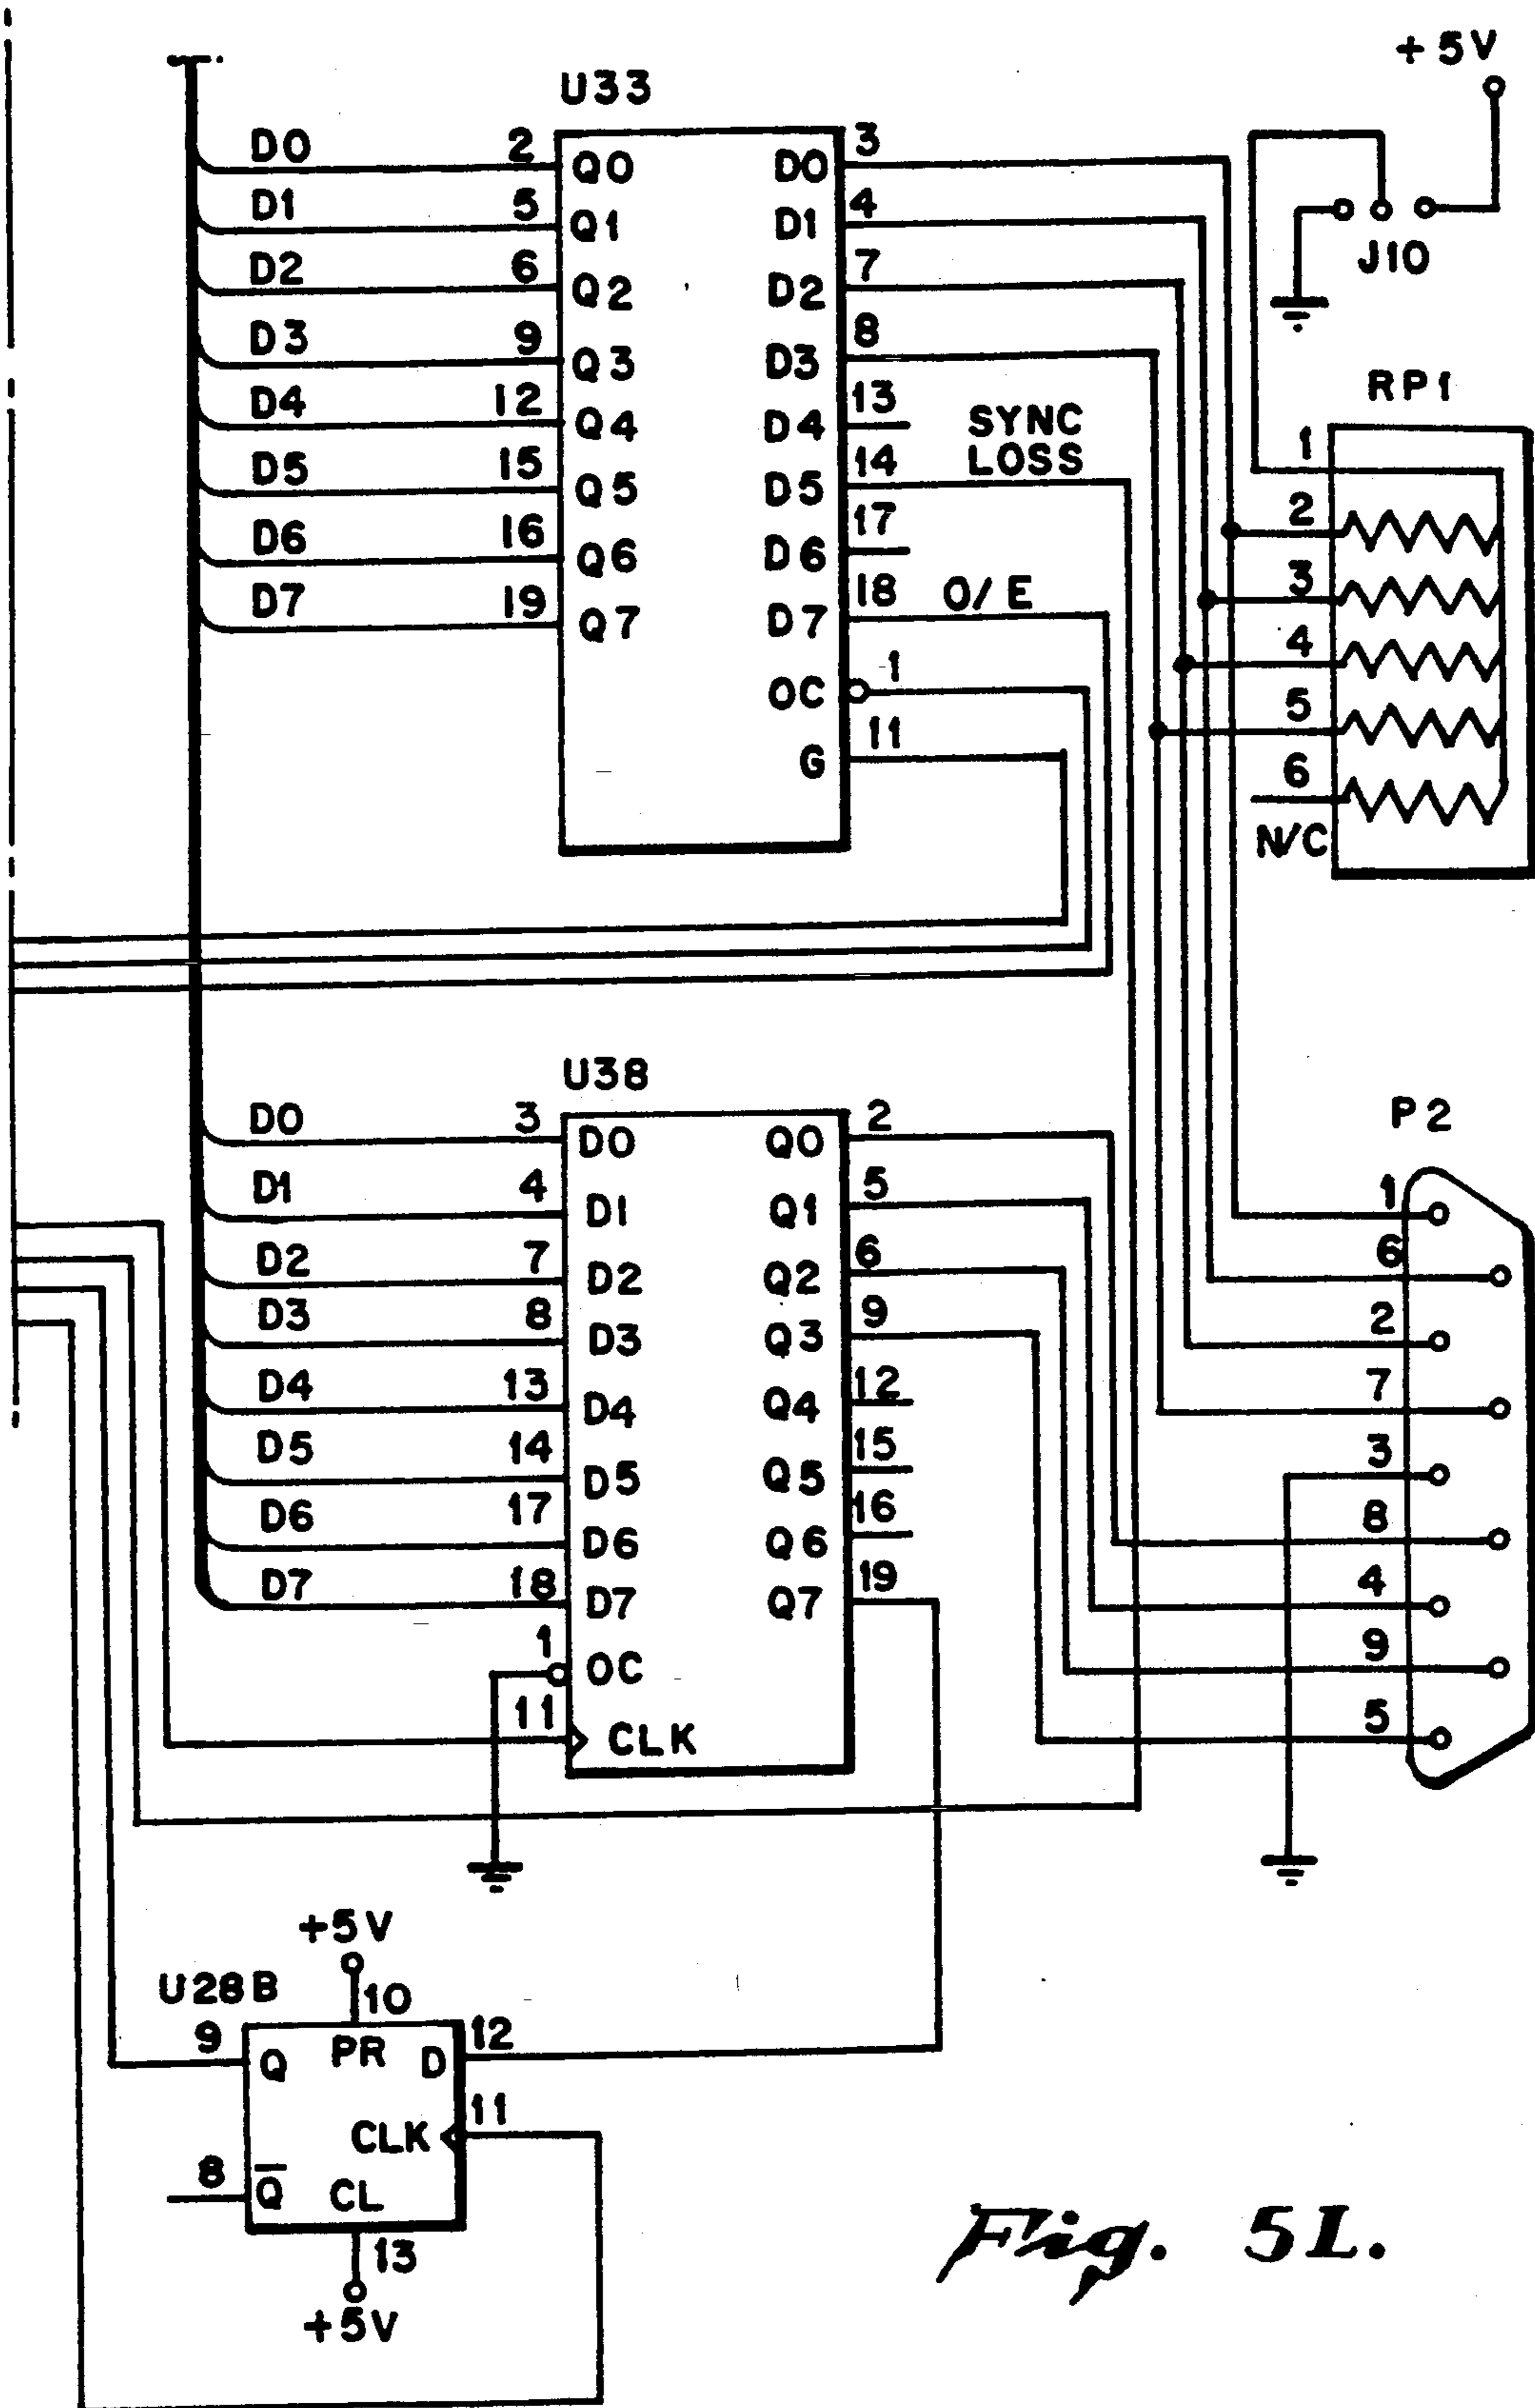 +5V
U33
D0 2 Q0 D0 3
D1 5 Q1 D1 4
J10
D2 6 Q2 D2 7
D3 9 Q3 D3 8
RP1
D4 12 Q4 D4 13
SYNC
LOSS
1
D5 15 Q5 D5 14
2
D6 16 Q6 D6 17
3
D7 19 Q7 D7 18 O/E
4
OC 1
5
G 11
6
N/C
U38
P2
D0 3 D0 Q0 2
1
D1 4 D1 Q1 5
6
D2 7 D2 Q2 6
2
D3 8 D3 Q3 9
7
D4 13 D4 Q4 12
3
D5 14 D5 Q5 15
8
D6 17 D6 Q6 16
4
D7 18 D7 Q7 19
9
1 OC
5
11 CLK
+5V
U28B
10
9 Q PR D 12
CLK 11
8 Q̅ CL
13
+5V
Fig. 5L.